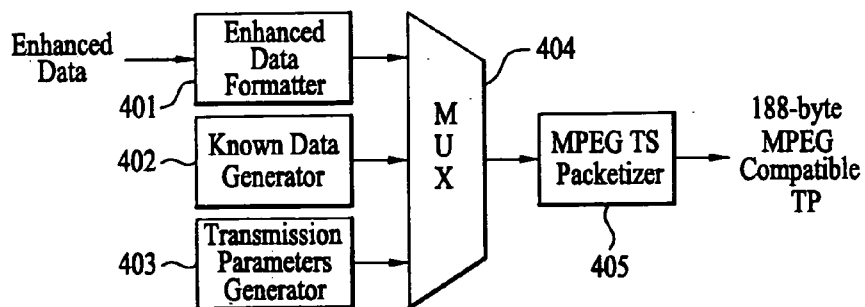 Enhanced
Data
Enhanced
Data
Formatter
401
Known Data
Generator
402
Transmission
Parameters
Generator
403
M
U
X
404
MPEG TS
Packetizer
405
188-byte
MPEG
Compatible
TP